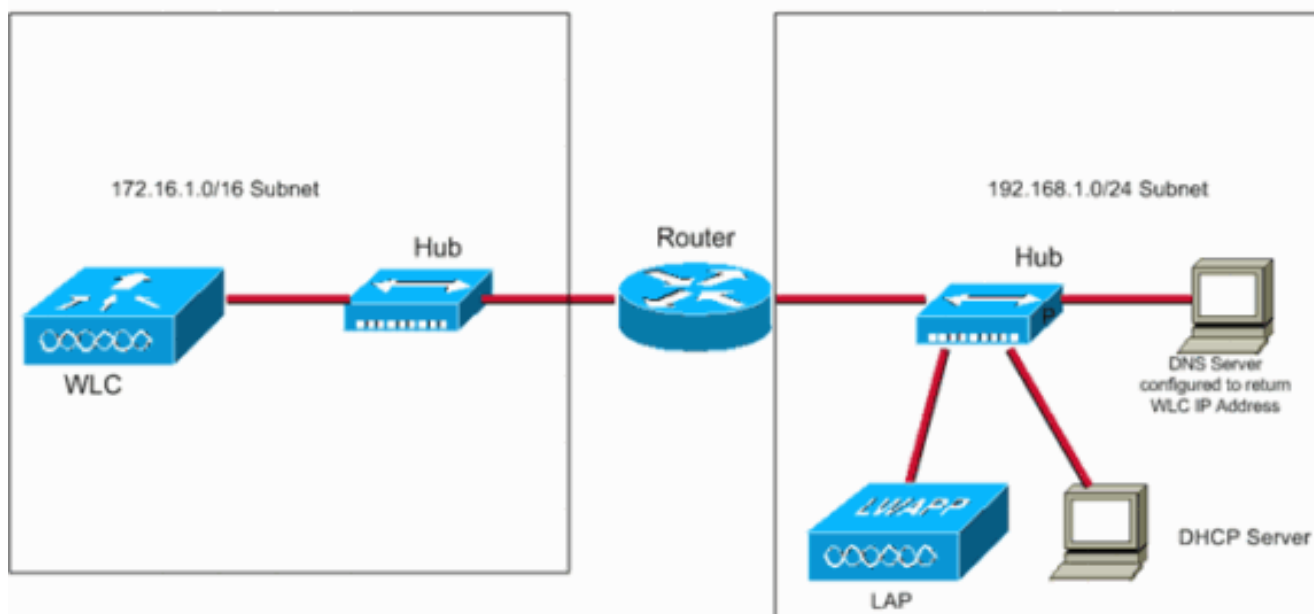 172.16.1.0/16 Subnet
192.168.1.0/24 Subnet
Hub
Router
Hub
P
WLC
DNS Server
configured to return
WLC IP Address
LWAPP
LAP
DHCP Server